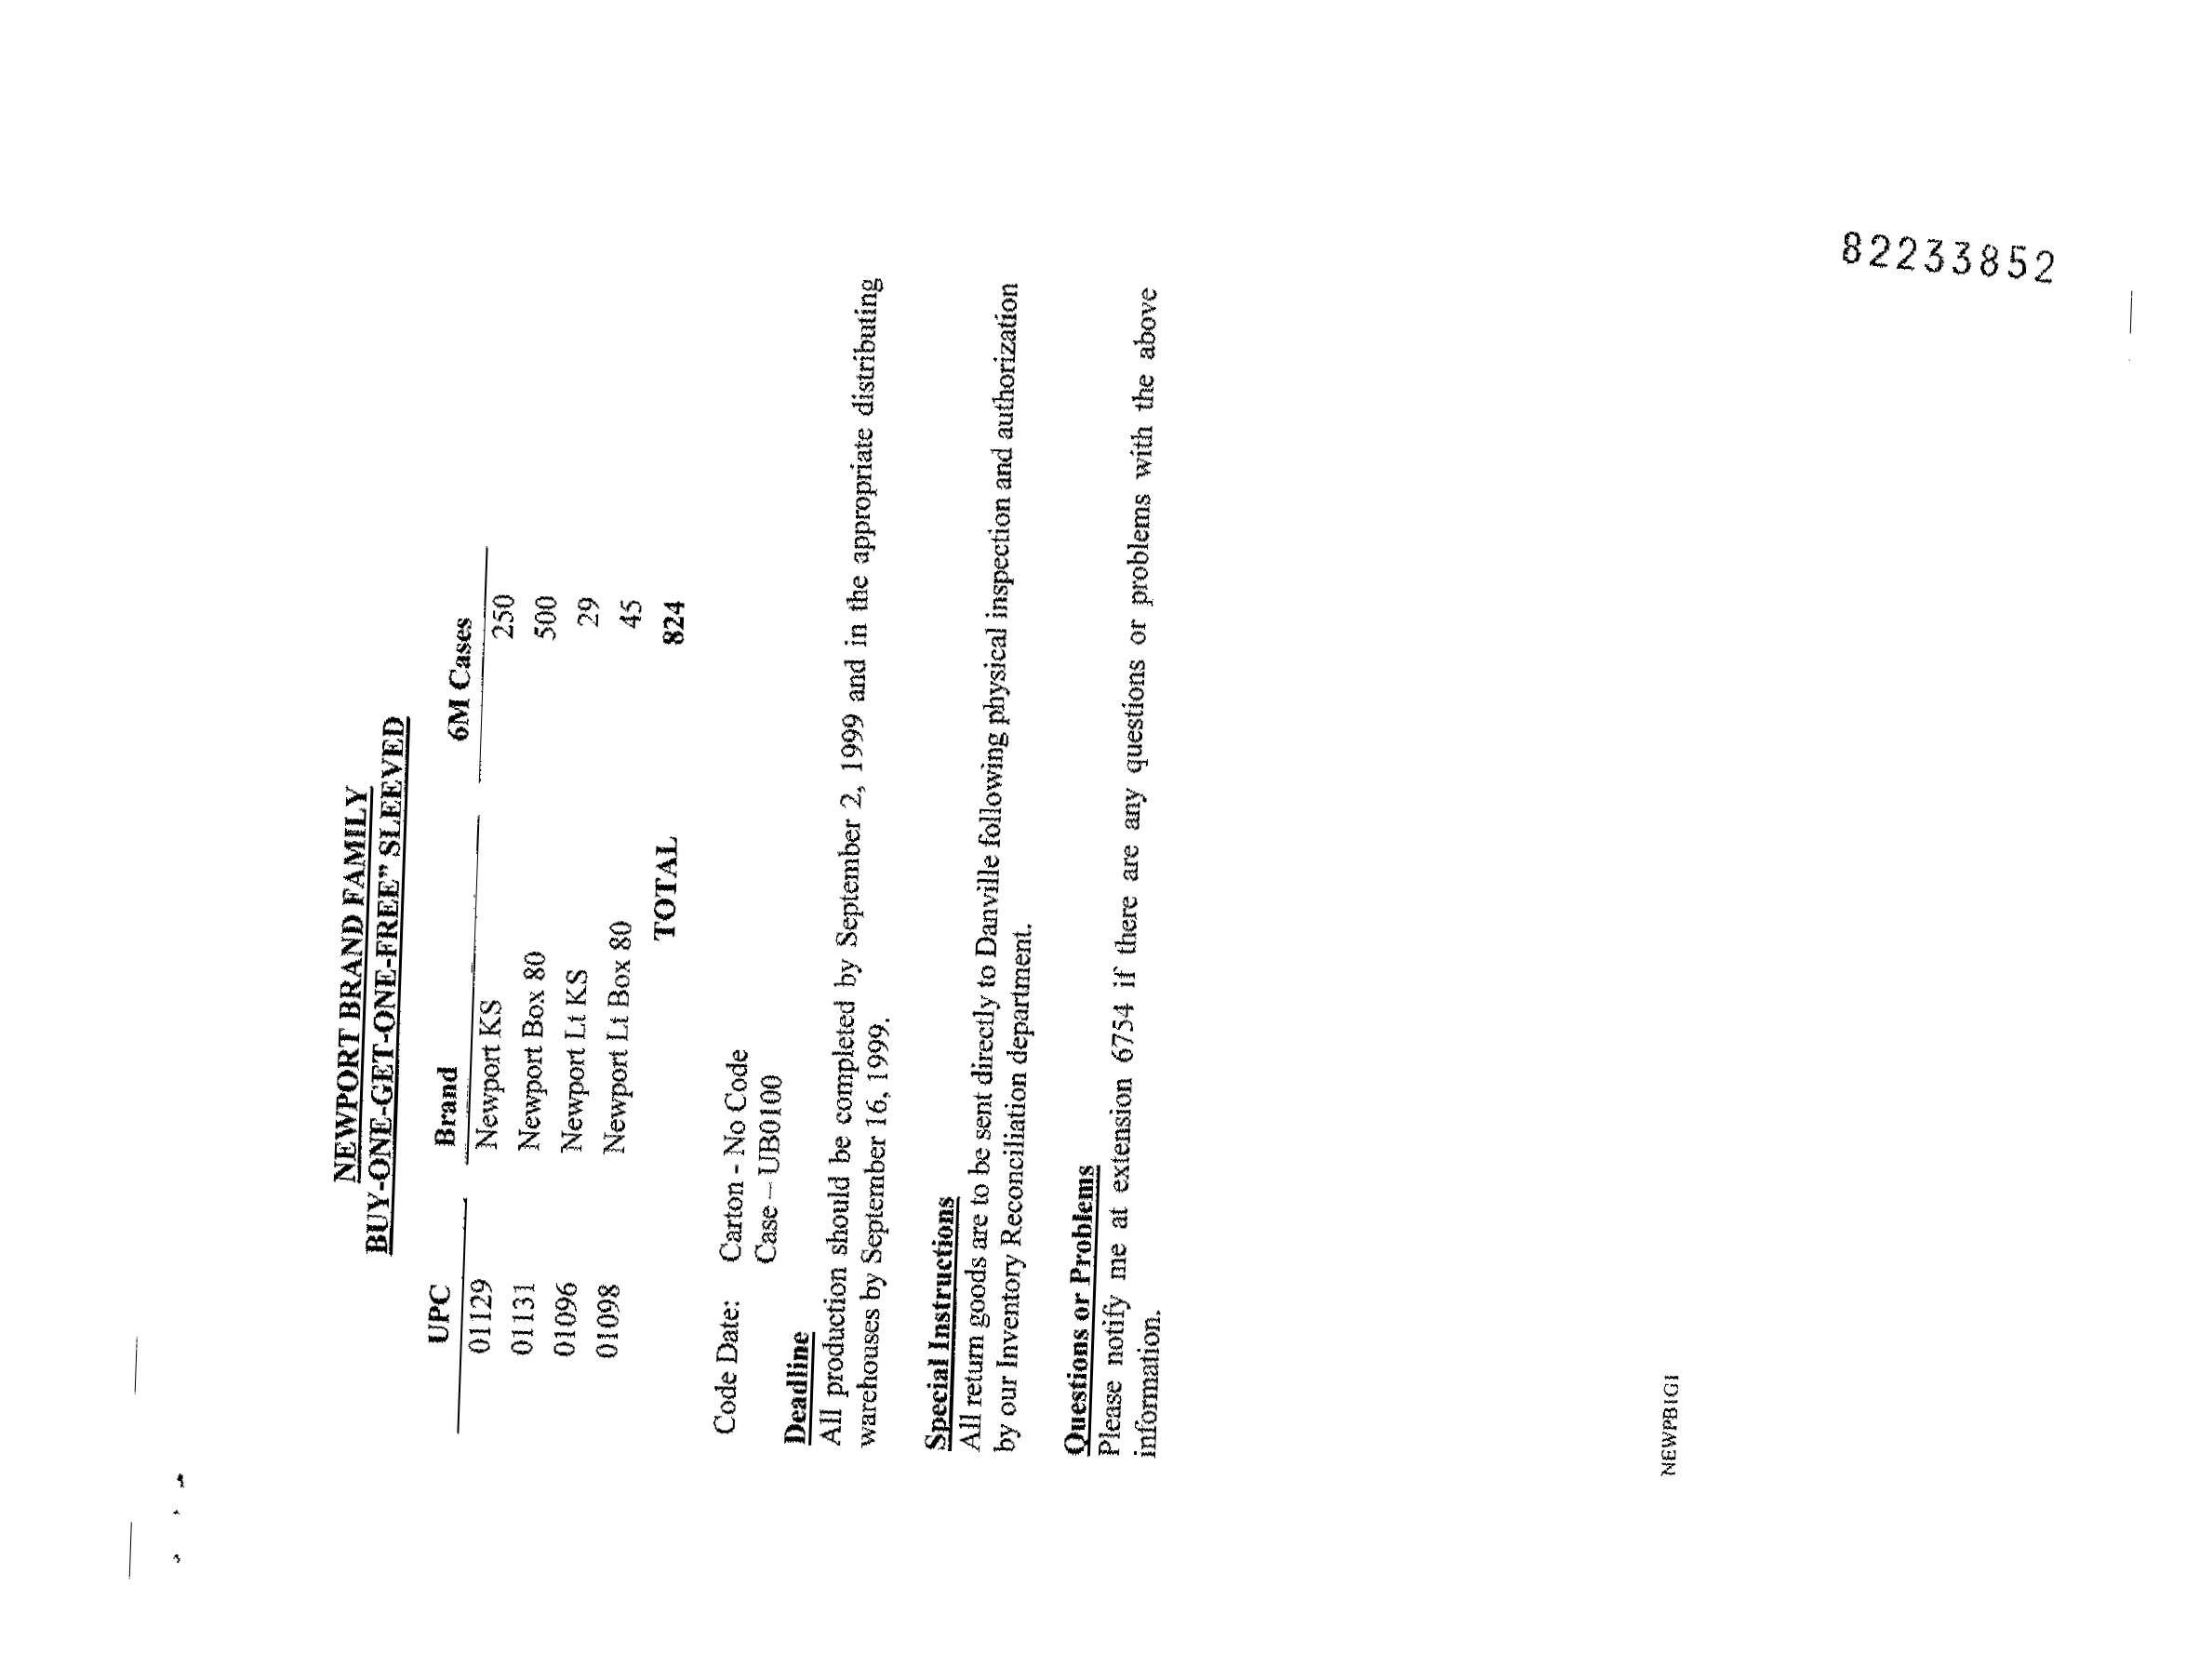 NEWPORT BRAND FAMILY
BUY-ONE-GET-ONE-FREE” SLEEVED
UPC Brand 6M Cases
01129 Newport KS 250
01131 Newport Box 80 500
01096 Newport Lt KS 29
01098 Newport Lt Box 80 45
TOTAL 824
Code Date: Carton - No Code
Case – UB0100
Deadline
All production should be completed by September 2, 1999 and in the appropriate distributing
warehouses by September 16, 1999.
Special Instructions
All return goods are to be sent directly to Danville following physical inspection and authorization
by our Inventory Reconciliation department.
Questions or Problems
Please notify me at extension 6754 if there are any questions or problems with the above
information.
NEWPB1G1
82233852